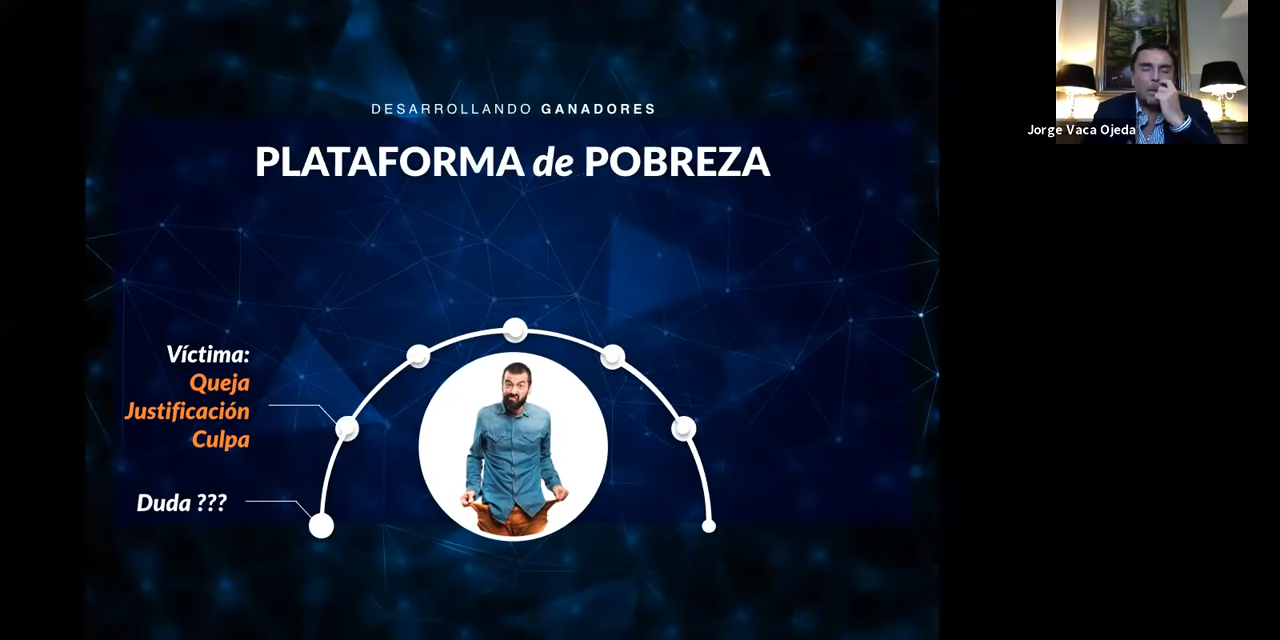 DESARROLLANDO GANADORES
PLATAFORMA de POBREZA
Víctima:
Queja
Justificación
Culpa
Duda ???
Jorge Vaca Ojeda